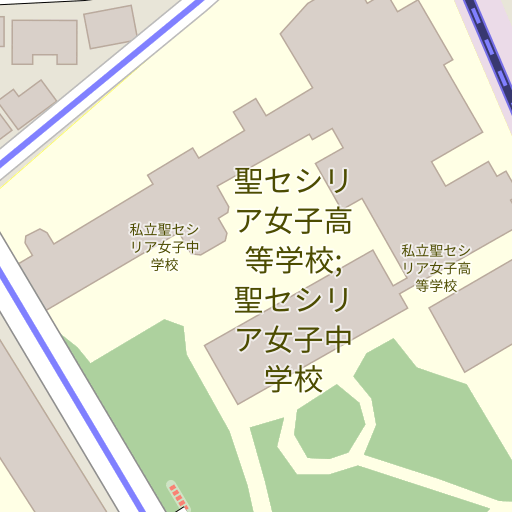 聖セシリ
ア女子高
等学校;
聖セシリ
ア女子中
学校
私立聖セシ
リア女子中
学校
私立聖セシ
リア女子高
等学校